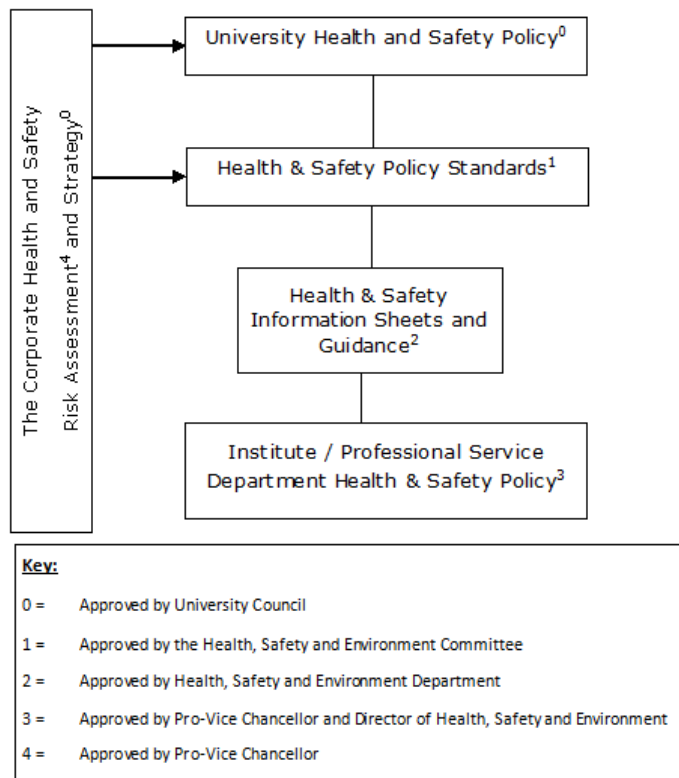 The Corporate Health and Safety
Risk Assessment⁴ and Strategy⁰
University Health and Safety Policy⁰
Health & Safety Policy Standards¹
Health & Safety
Information Sheets and
Guidance²
Institute / Professional Service
Department Health & Safety Policy³
Key:
0 = Approved by University Council
1 = Approved by the Health, Safety and Environment Committee
2 = Approved by Health, Safety and Environment Department
3 = Approved by Pro-Vice Chancellor and Director of Health, Safety and Environment
4 = Approved by Pro-Vice Chancellor